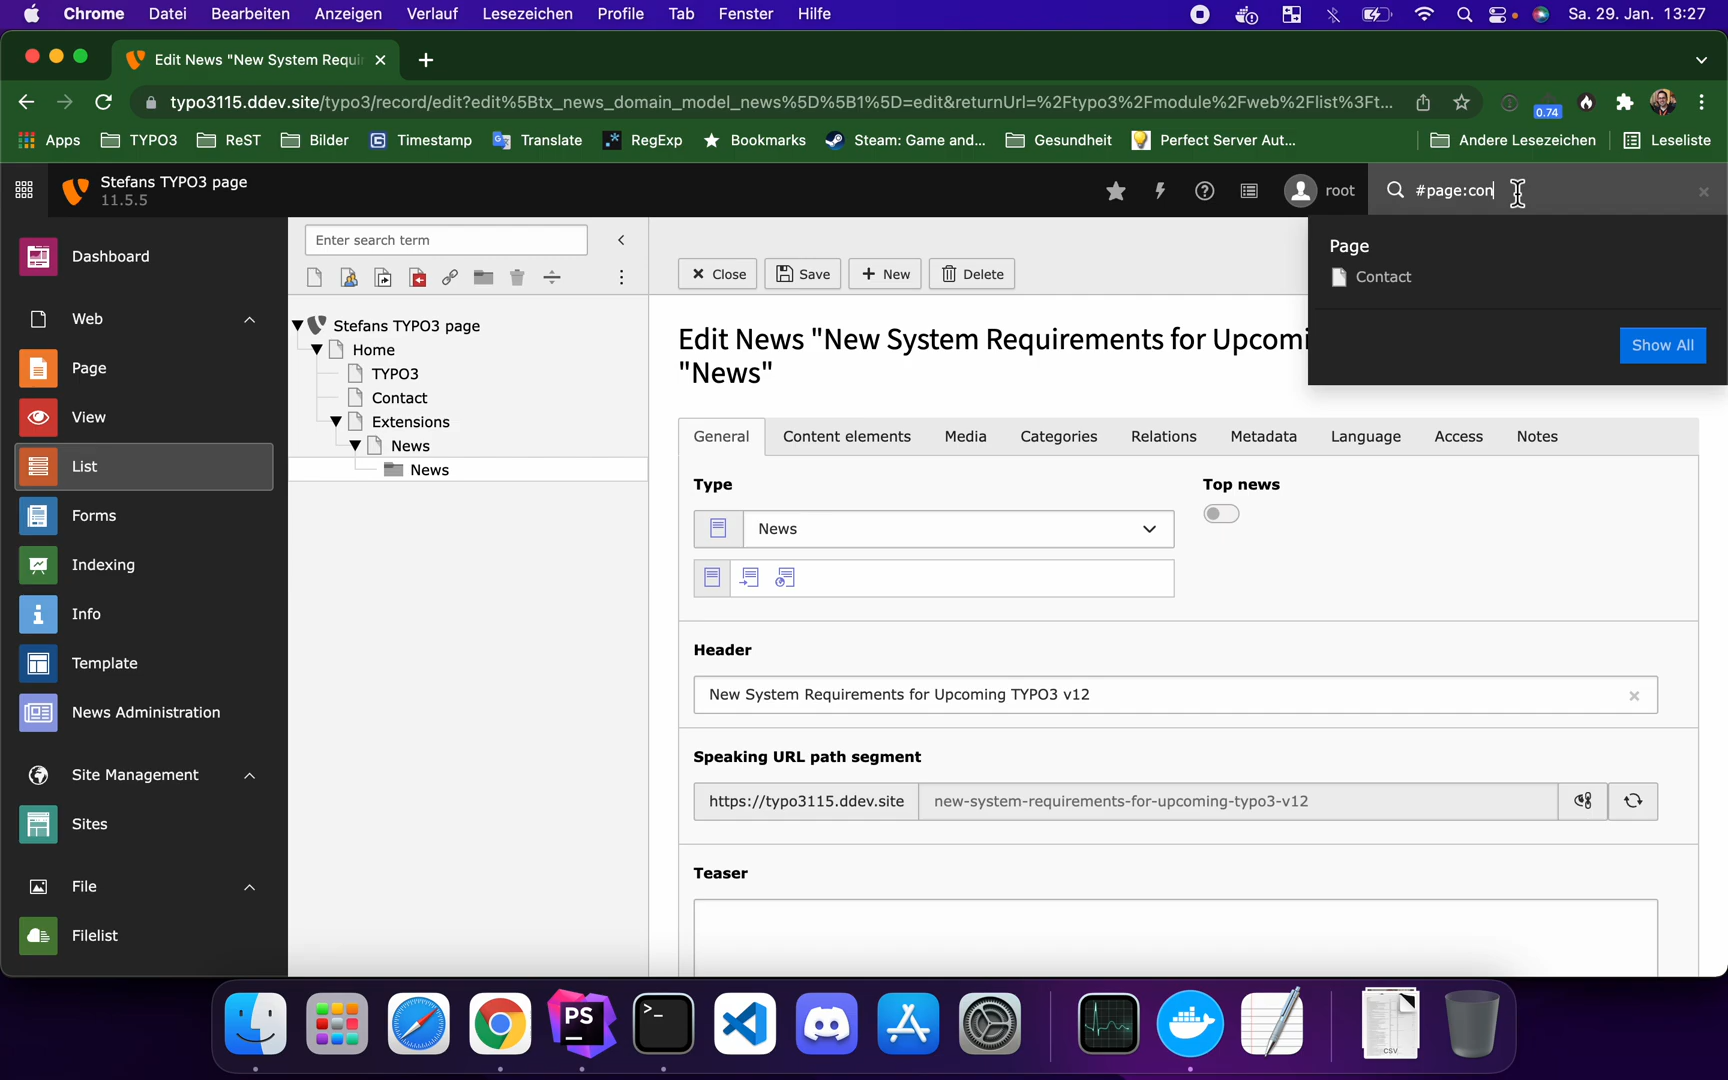 Chrome Datei Bearbeiten Anzeigen Verlauf Lesezeichen Profile Tab Fenster Hilfe Sa. 29. Jan. 13:27
Edit News "New System Requi
typo3115.ddev.site/typo3/record/edit?edit%5Btx_news_domain_model_news%5D%5B1%5D=edit&returnUrl=%2Ftypo3%2Fmodule%2Fweb%2Flist%3Ft...
0.74
Apps TYPO3 ReST Bilder Timestamp Translate RegExp Bookmarks Steam: Game and... Gesundheit Perfect Server Aut... Andere Lesezeichen Leseliste
Stefans TYPO3 page
11.5.5
root
#page:con
Page
Contact
Show All
Dashboard
Web
Page
View
List
Forms
Indexing
Info
Template
News Administration
Site Management
Sites
File
Filelist
Enter search term
Stefans TYPO3 page
Home
TYPO3
Contact
Extensions
News
News
Close Save New Delete
Edit News "New System Requirements for Upcomi
"News"
General Content elements Media Categories Relations Metadata Language Access Notes
Type
News
Top news
Header
New System Requirements for Upcoming TYPO3 v12
Speaking URL path segment
https://typo3115.ddev.site new-system-requirements-for-upcoming-typo3-v12
Teaser
PS
CSV